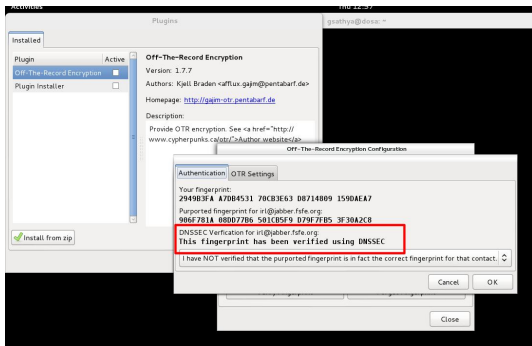 Activities
Thu 12:57
Plugins
gsathya@dosa: ~
Installed
Plugin
Active
Off-The-Record Encryption
Plugin Installer
Off-The-Record Encryption
Version: 1.7.7
Authors: Kjell Braden <afflux.gajim@pentabarf.de>
Homepage: http://gajim-otr.pentabarf.de
Description:
Provide OTR encryption. See <a href="http://
www.cypherpunks.ca/otr/">Author website</a>
Install from zip
Off-The-Record Encryption Configuration
Authentication
OTR Settings
Your fingerprint:
2949B3FA A7DB4531 70CB3E63 D8714809 159DAEA7
Purported fingerprint for irl@jabber.fsfe.org:
906F781A 08DD77B6 501CB5F9 D79F7FB5 3F30A2C8
DNSSEC Verfication for irl@jabber.fsfe.org:
This fingerprint has been verified using DNSSEC
I have NOT verified that the purported fingerprint is in fact the correct fingerprint for that contact.
Cancel
OK
Close